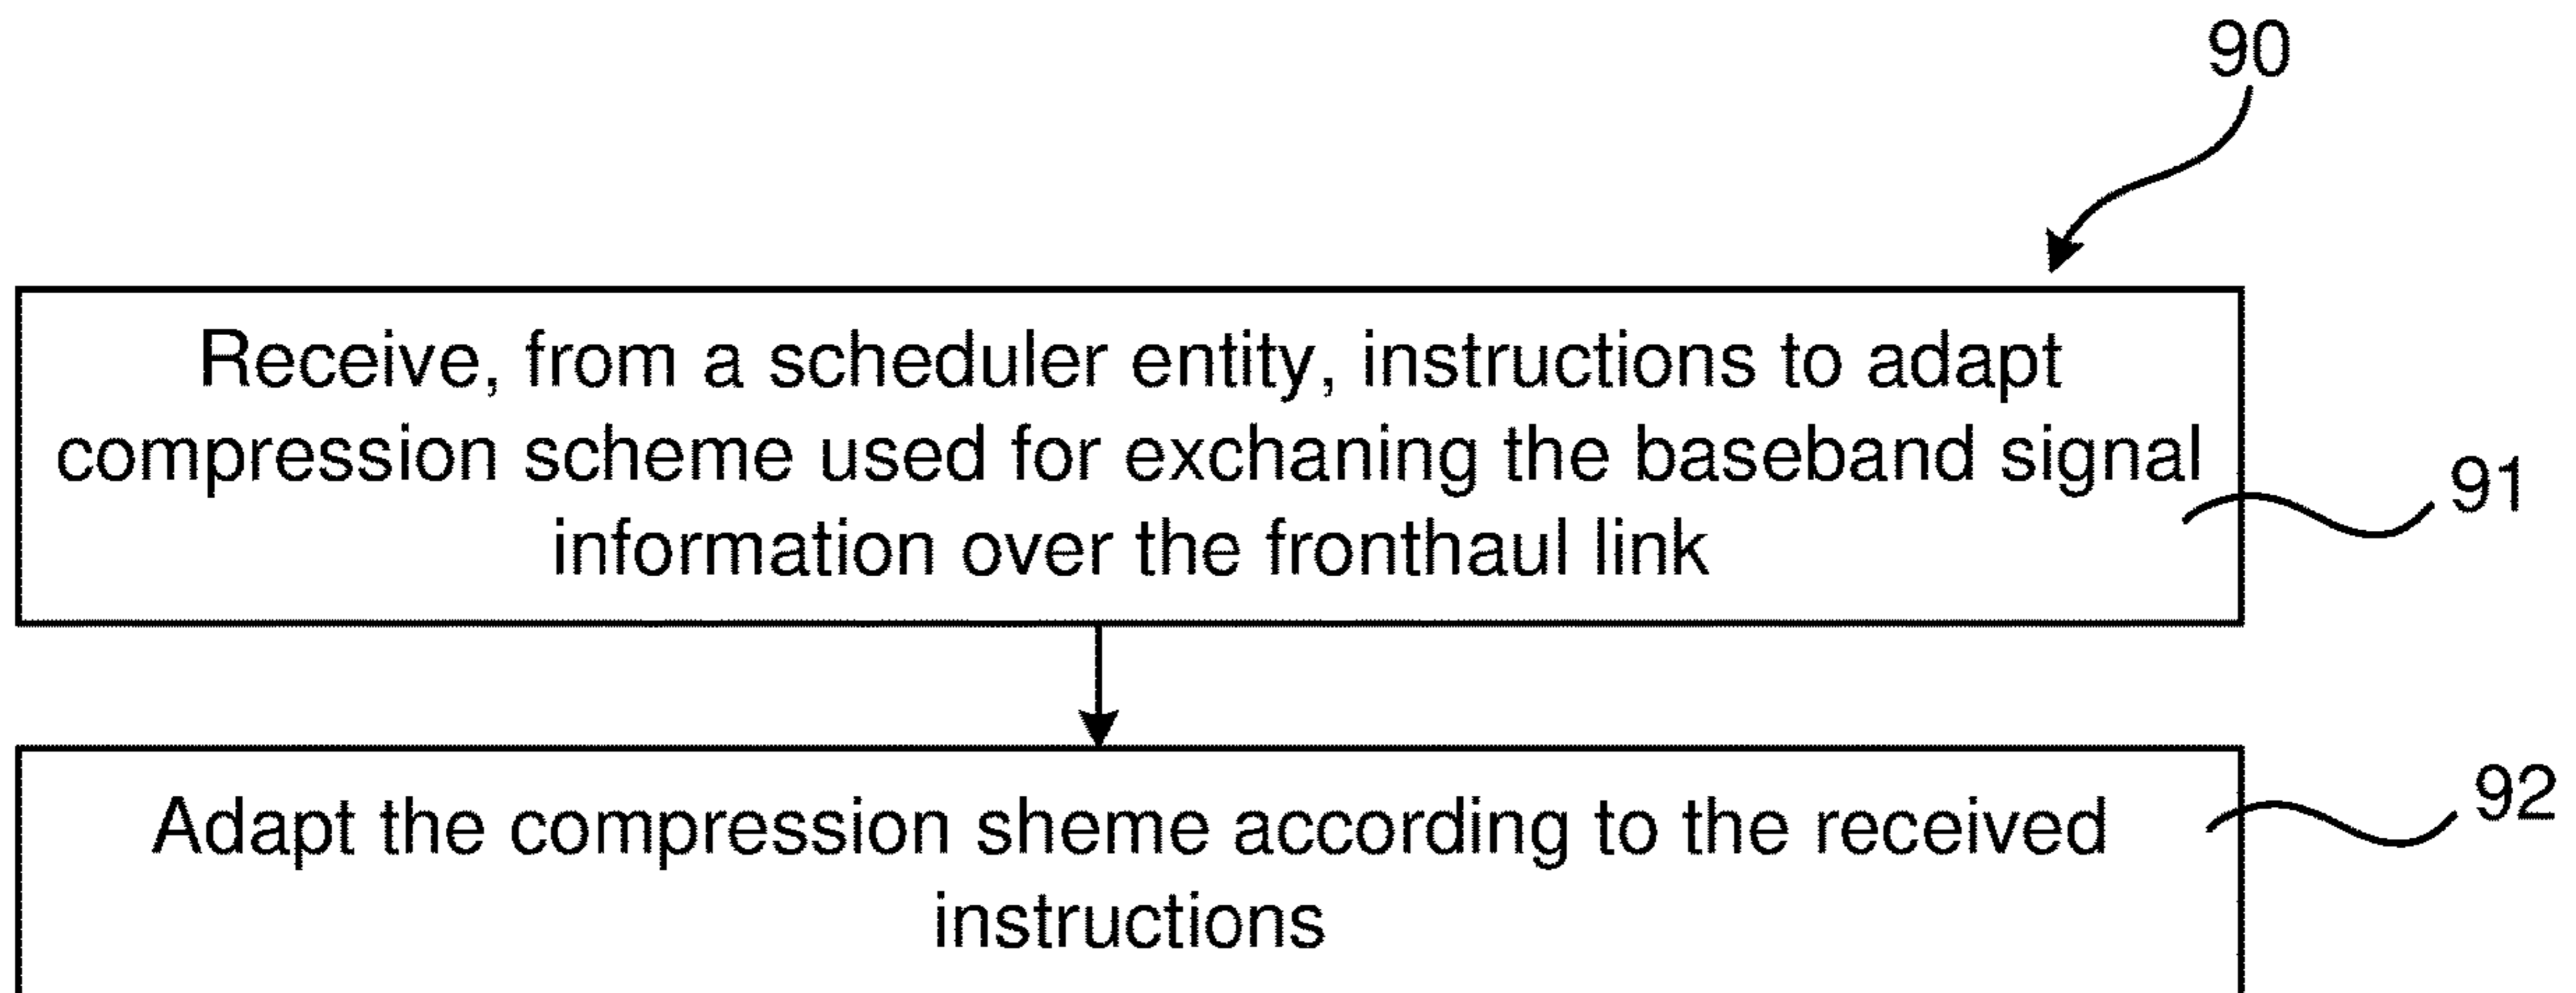 90
Receive, from a scheduler entity, instructions to adapt
compression scheme used for exchaning the baseband signal
information over the fronthaul link
91
Adapt the compression sheme according to the received
instructions
92